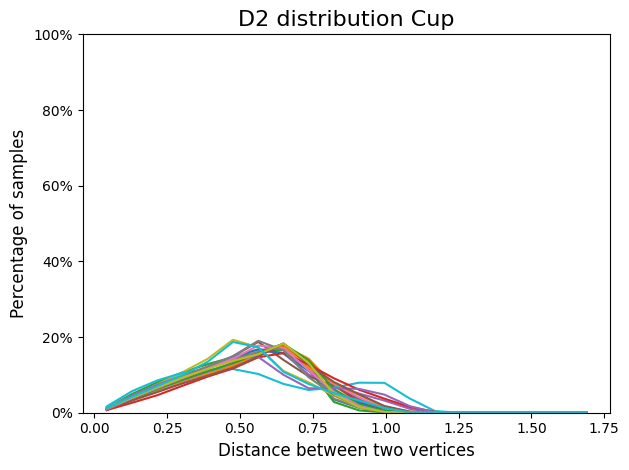 D2 distribution Cup
100%
80%
60%
40%
20%
0%
Percentage of samples
0.00 0.25 0.50 0.75 1.00 1.25 1.50 1.75
Distance between two vertices